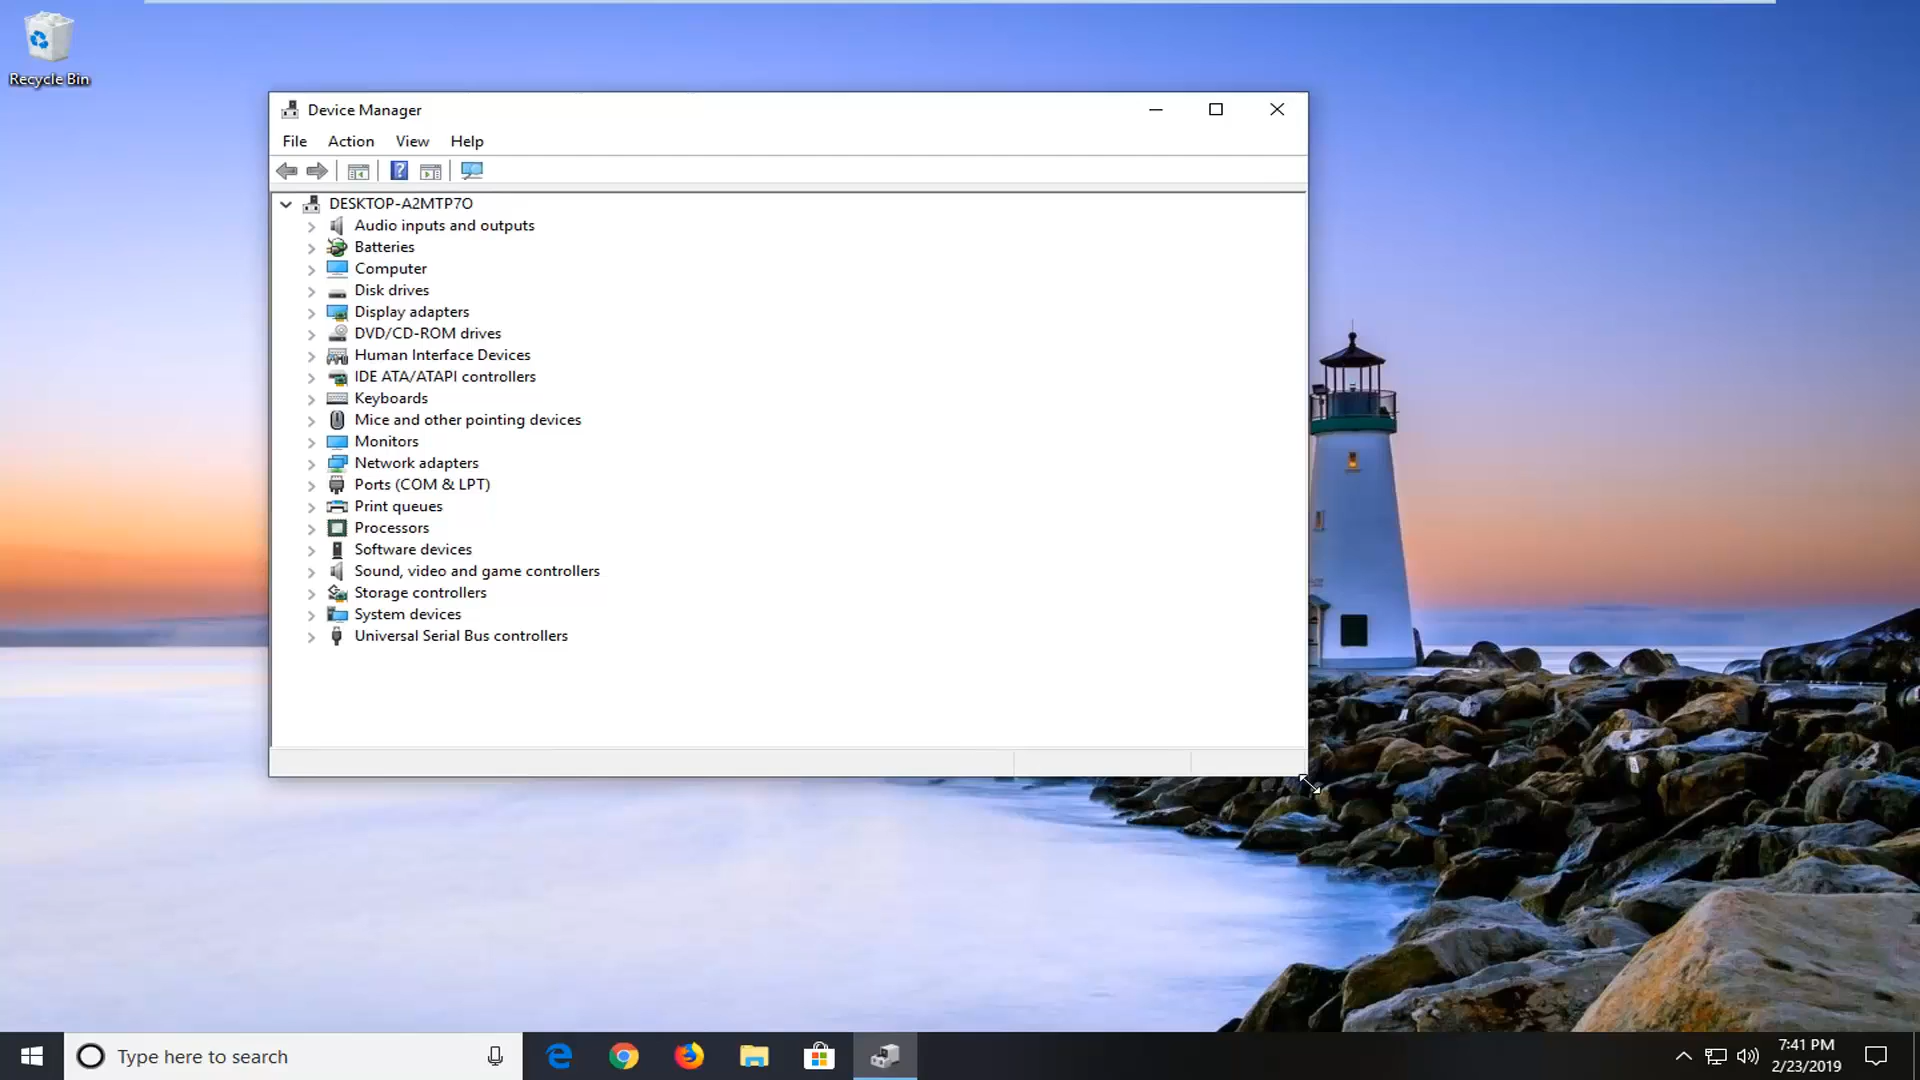 Recycle Bin
Device Manager
File Action View Help
DESKTOP-A2MTP7O
Audio inputs and outputs
Batteries
Computer
Disk drives
Display adapters
DVD/CD-ROM drives
Human Interface Devices
IDE ATA/ATAPI controllers
Keyboards
Mice and other pointing devices
Monitors
Network adapters
Ports (COM & LPT)
Print queues
Processors
Software devices
Sound, video and game controllers
Storage controllers
System devices
Universal Serial Bus controllers
Type here to search
7:41 PM
2/23/2019